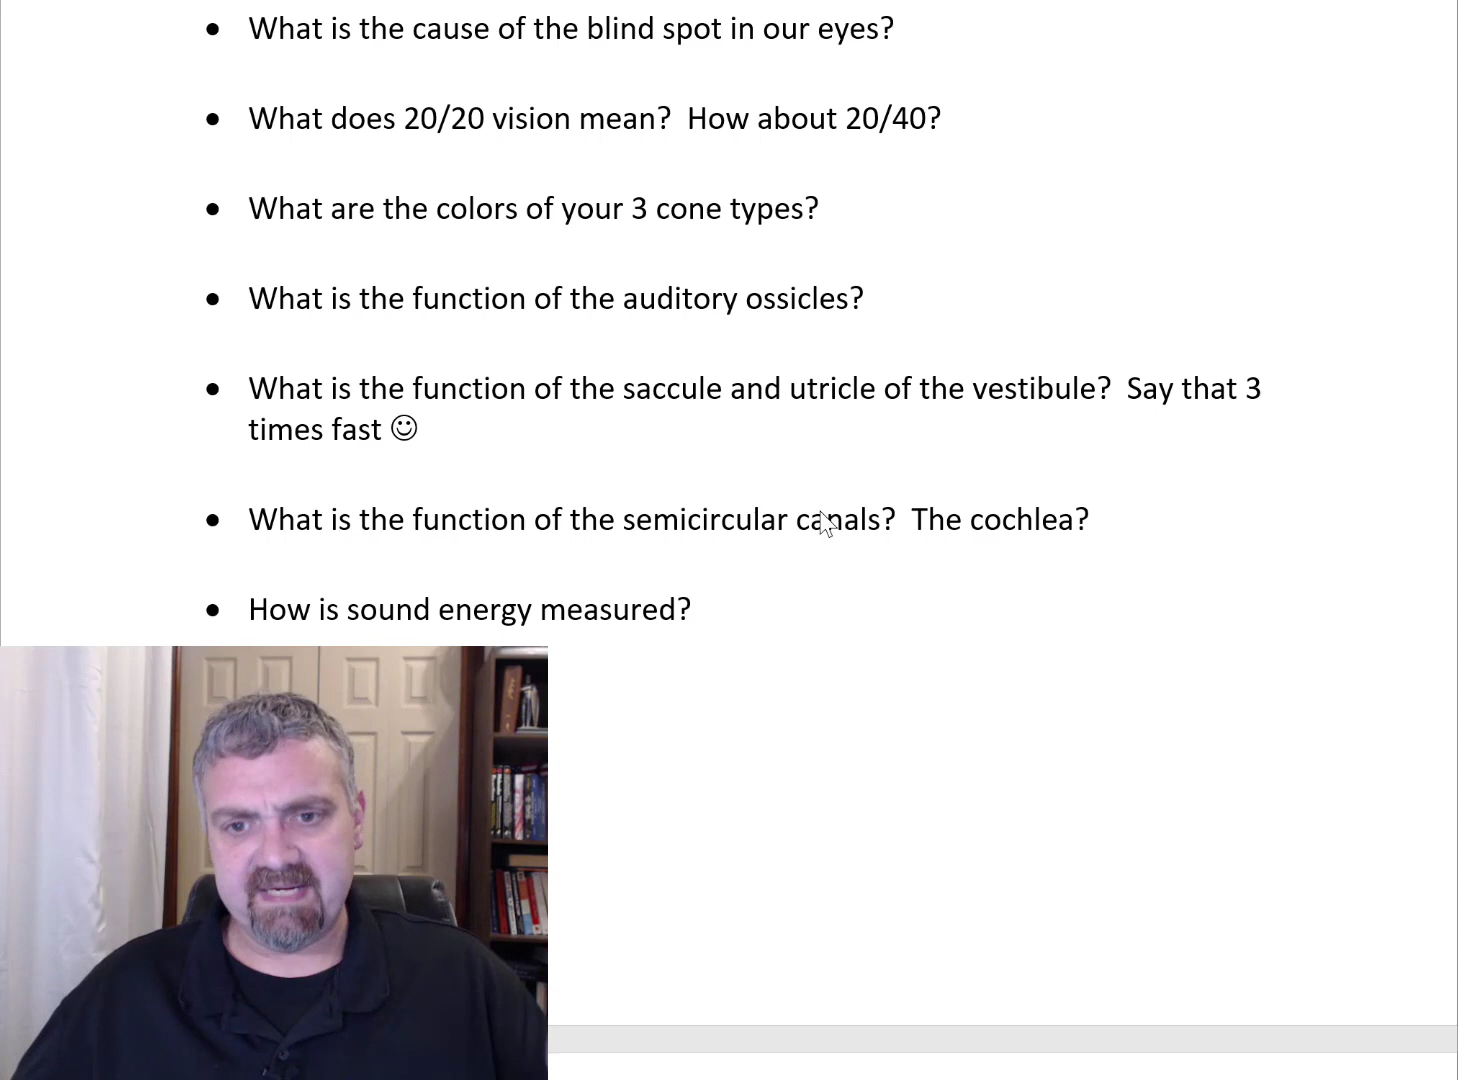 • What is the cause of the blind spot in our eyes?
• What does 20/20 vision mean?  How about 20/40?
• What are the colors of your 3 cone types?
• What is the function of the auditory ossicles?
• What is the function of the saccule and utricle of the vestibule?  Say that 3
times fast ☺
• What is the function of the semicircular canals?  The cochlea?
• How is sound energy measured?